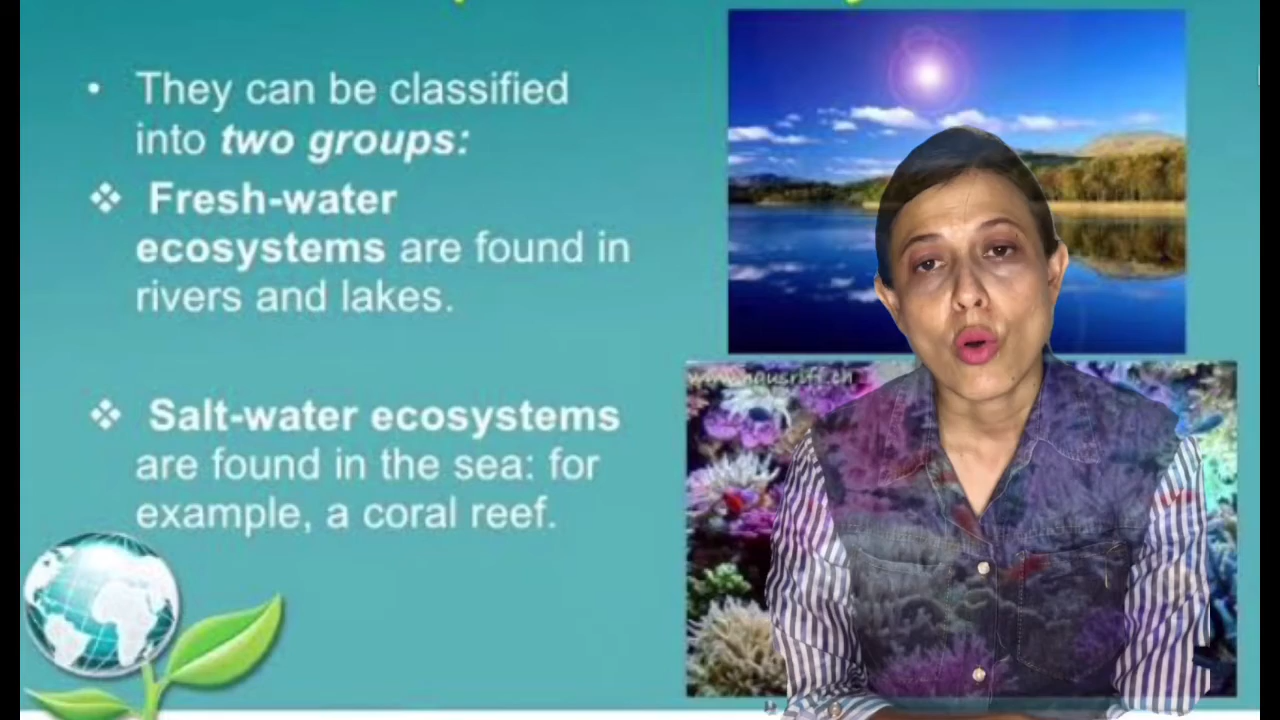 • They can be classified
into two groups:
❖ Fresh-water
ecosystems are found in
rivers and lakes.
❖ Salt-water ecosystems
are found in the sea: for
example, a coral reef.